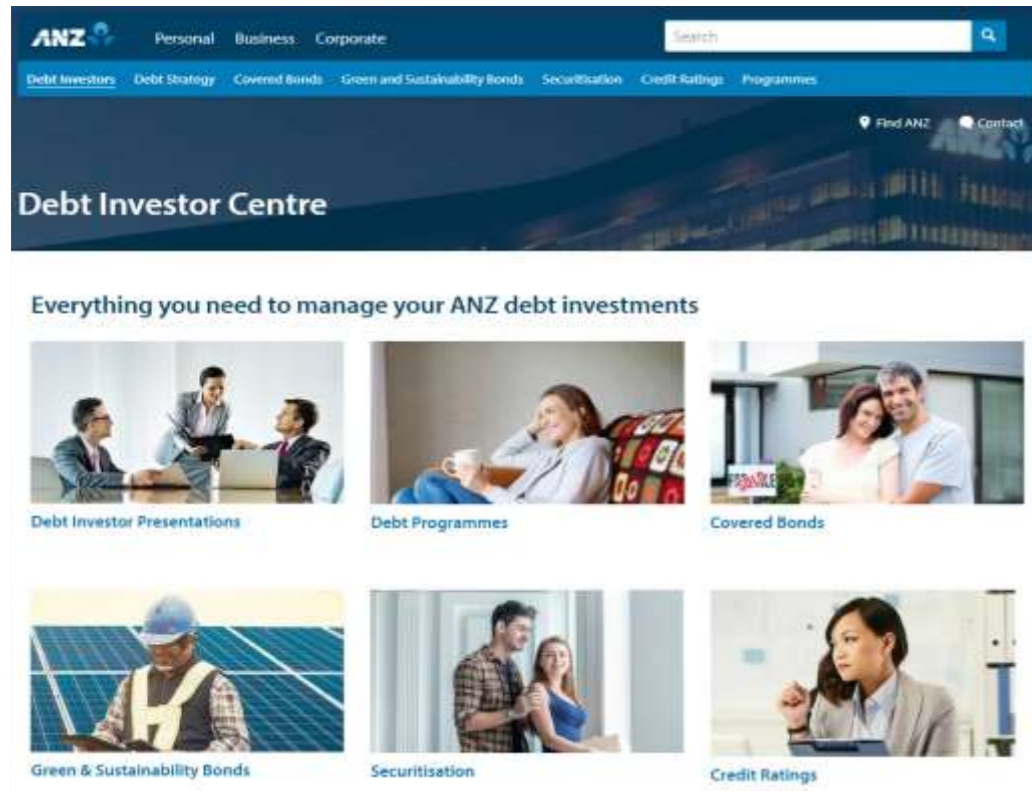 ANZ Personal Business Corporate Search
Debt Investors Debt Strategy Covered Bonds Green and Sustainability Bonds Securitisation Credit Ratings Programmes
Find ANZ Contact
ANZ
Debt Investor Centre
Everything you need to manage your ANZ debt investments
Debt Investor Presentations Debt Programmes Covered Bonds
Green & Sustainability Bonds Securitisation Credit Ratings